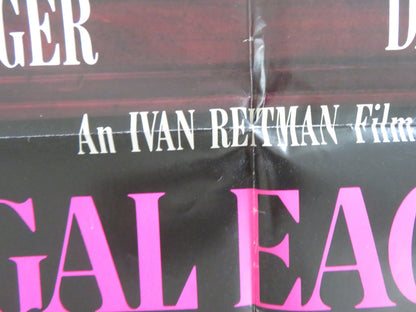 GER D
An IVAN REITMAN Film
GAL EAG